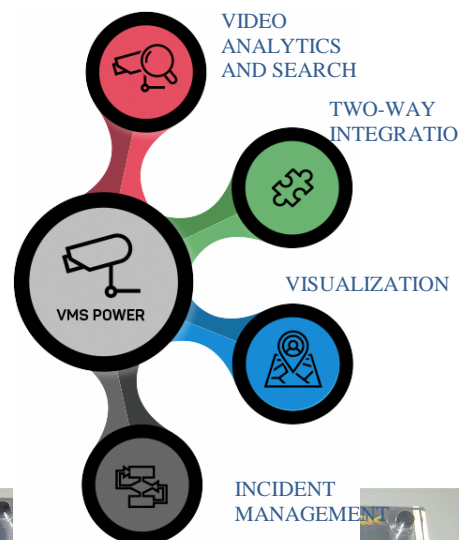 VIDEO
ANALYTICS
AND SEARCH
TWO-WAY
INTEGRATIO
VISUALIZATION
VMS POWER
INCIDENT
MANAGEMENT